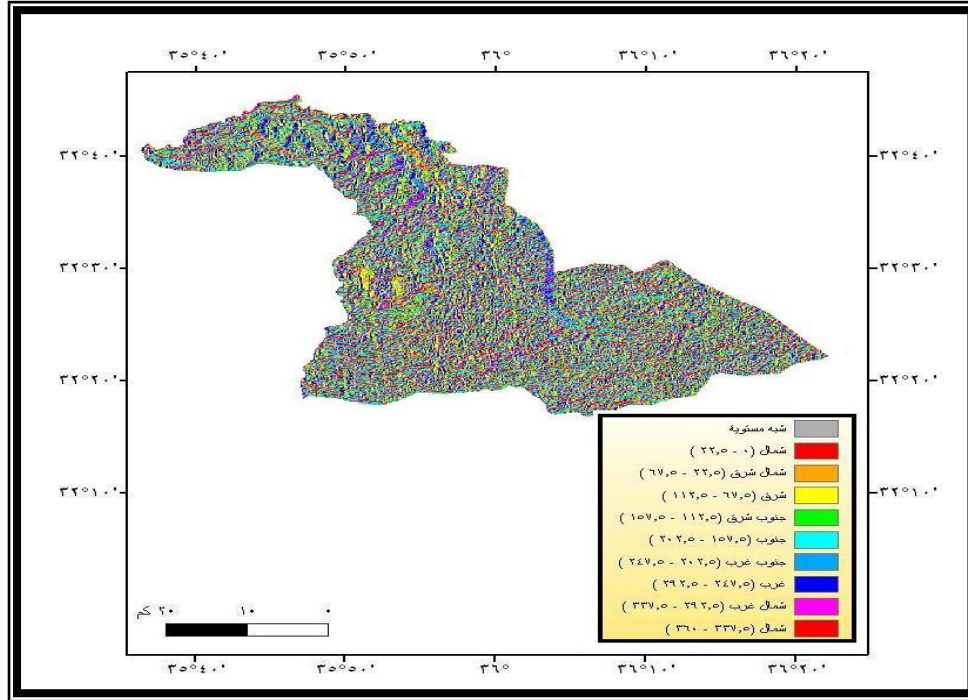 ٣٥°٤٠' ٣٥°٥٠' ٣٦° ٣٦°١٠' ٣٦°٢٠'
٣٢°٤٠' ٣٢°٤٠'
٣٢°٣٠' ٣٢°٣٠'
٣٢°٢٠' ٣٢°٢٠'
٣٢°١٠' ٣٢°١٠'
شبه مستوية
شمال (٠ - ٢٢,٥ )
شمال شرق (٢٢,٥ - ٦٧,٥ )
شرق (٦٧,٥ - ١١٢,٥ )
جنوب شرق (١١٢,٥ - ١٥٧,٥ )
جنوب (١٥٧,٥ - ٢٠٢,٥ )
جنوب غرب (٢٠٢,٥ - ٢٤٧,٥ )
غرب (٢٤٧,٥ - ٢٩٢,٥ )
شمال غرب (٢٩٢,٥ - ٣٣٧,٥ )
شمال (٣٣٧,٥ - ٣٦٠ )
٠ ١٠ ٢٠ كم
٣٥°٤٠' ٣٥°٥٠' ٣٦° ٣٦°١٠' ٣٦°٢٠'